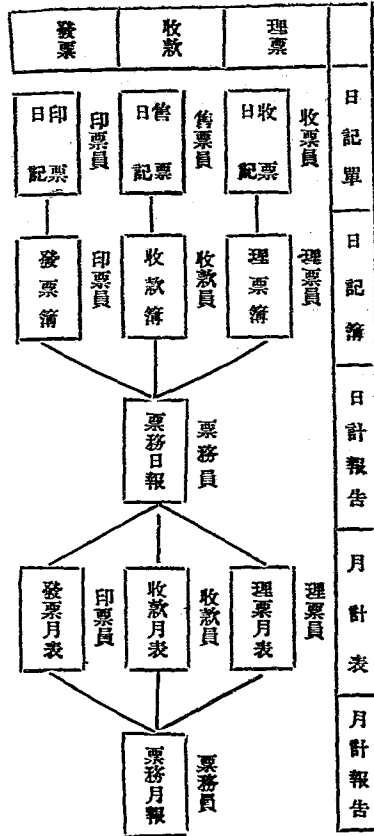 理票
收款
發票
日記單
收票員
收票日記
售票員
售票日記
印票員
印票日記
日記簿
理票員
理票簿
收款員
收款簿
印票員
發票簿
日計報告
票務員
票務日報
月計表
理票員
理票月表
收款員
收款月表
印票員
發票月表
月計報告
票務員
票務月報